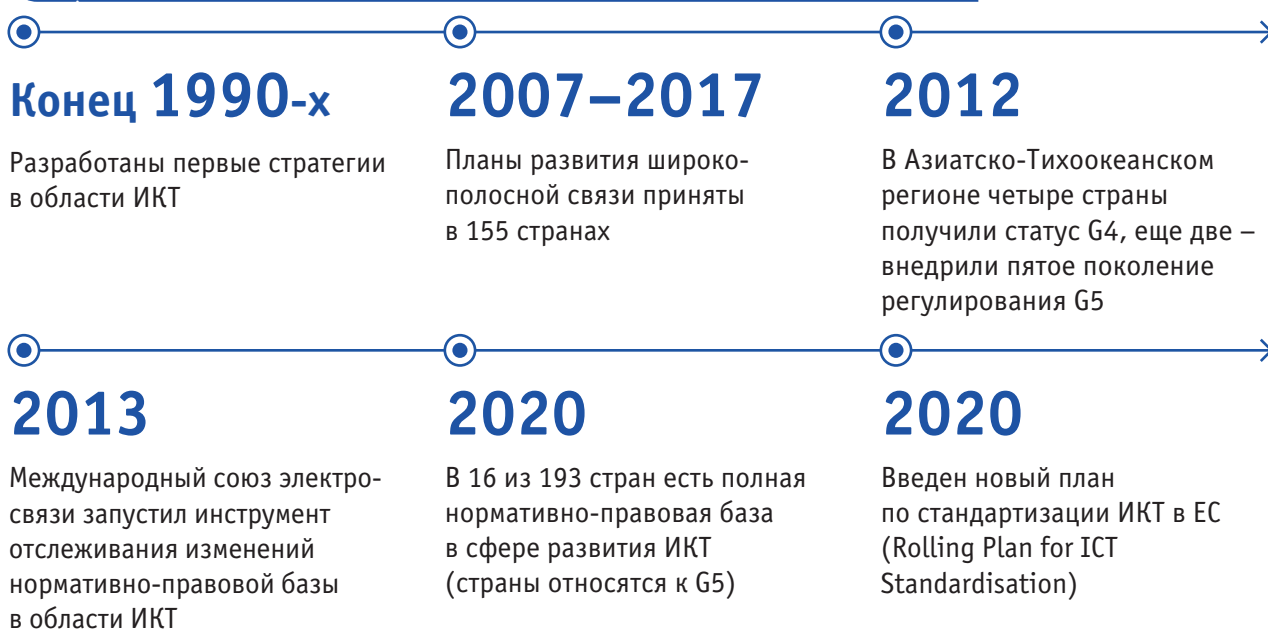 Конец 1990-х
Разработаны первые стратегии
в области ИКТ
2007–2017
Планы развития широко-
полосной связи приняты
в 155 странах
2012
В Азиатско-Тихоокеанском
регионе четыре страны
получили статус G4, еще две –
внедрили пятое поколение
регулирования G5
2013
Международный союз электро-
связи запустил инструмент
отслеживания изменений
нормативно-правовой базы
в области ИКТ
2020
В 16 из 193 стран есть полная
нормативно-правовая база
в сфере развития ИКТ
(страны относятся к G5)
2020
Введен новый план
по стандартизации ИКТ в ЕС
(Rolling Plan for ICT
Standardisation)